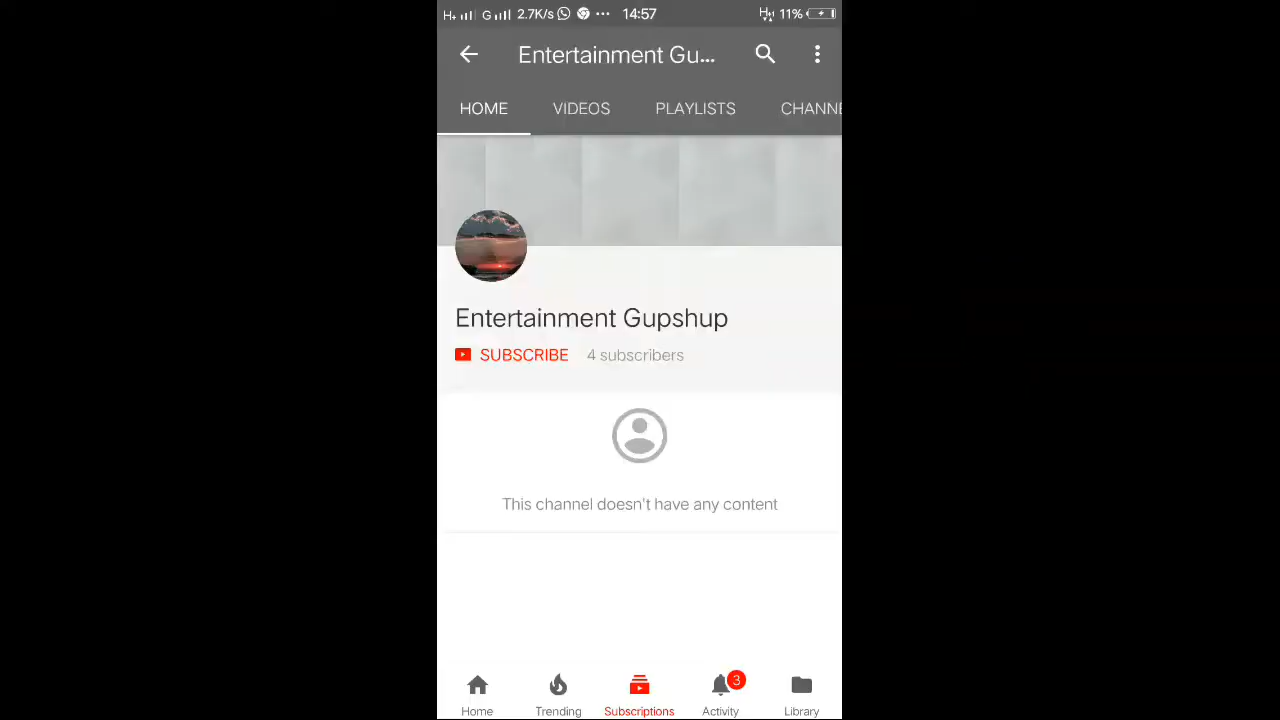 H+ G 2.7K/s ... 14:57 H+ 11%
Entertainment Gu...
HOME VIDEOS PLAYLISTS CHANNE
Entertainment Gupshup
SUBSCRIBE 4 subscribers
This channel doesn't have any content
3
Home Trending Subscriptions Activity Library